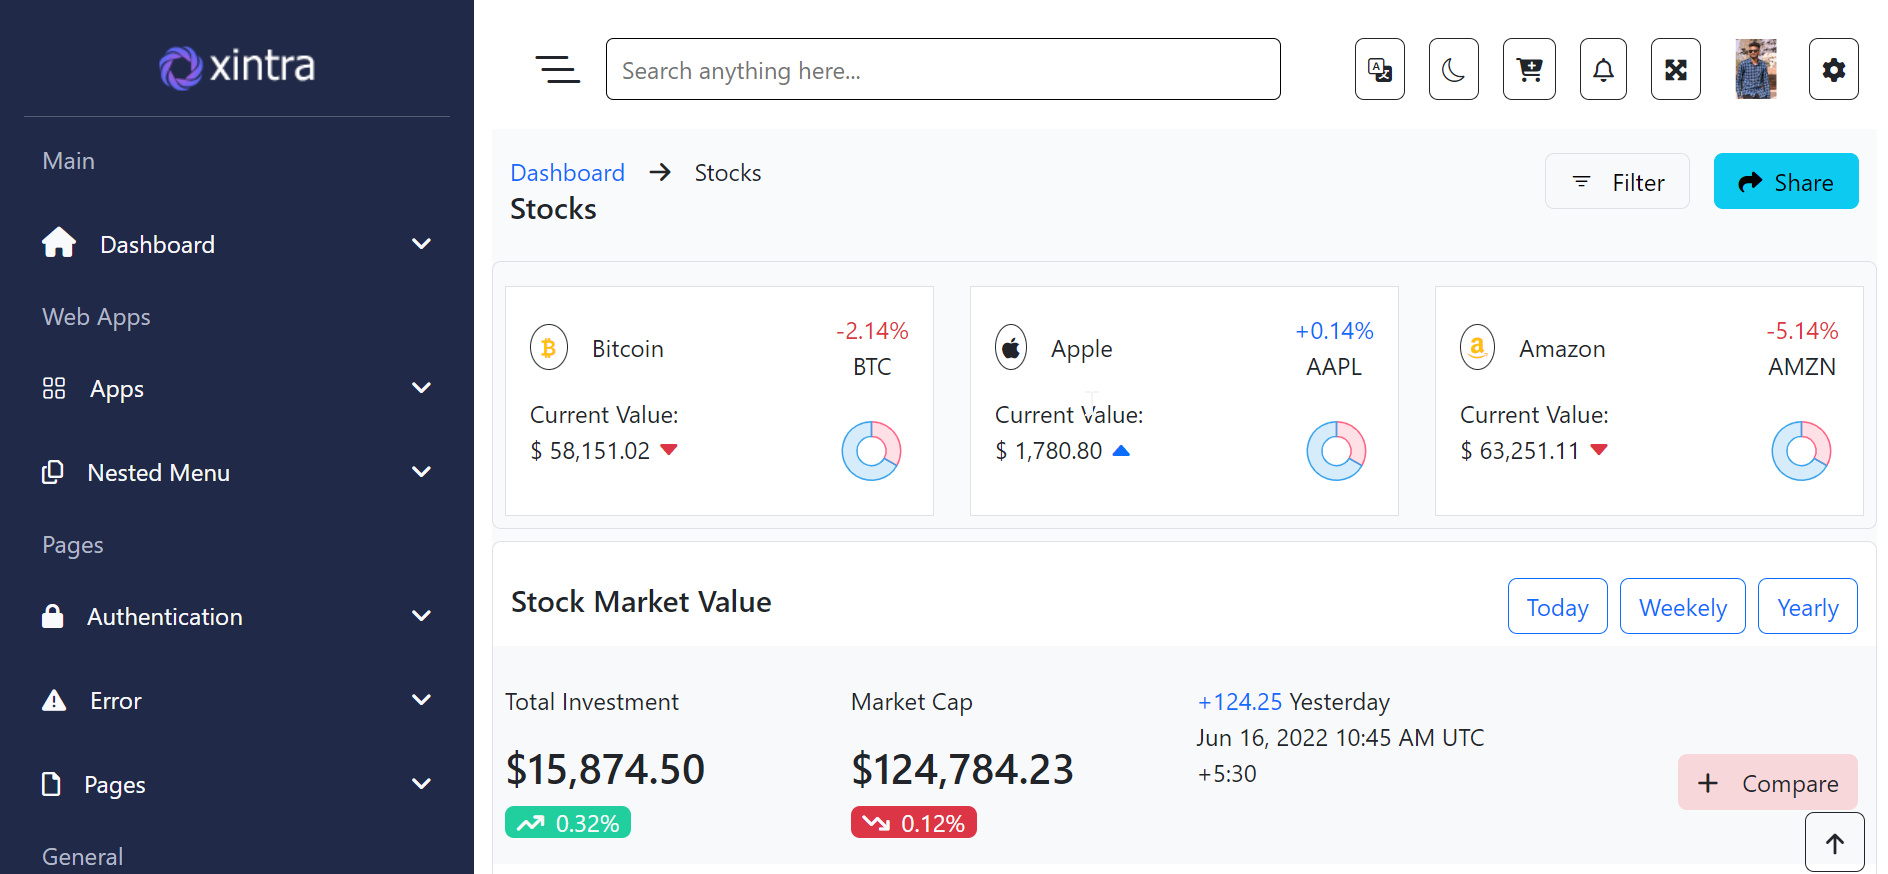 xintra
Main
Dashboard
Web Apps
Apps
Nested Menu
Pages
Authentication
Error
Pages
General
Search anything here...
Dashboard → Stocks
Stocks
Filter
Share
Bitcoin
-2.14%
BTC
Current Value:
$ 58,151.02
Apple
+0.14%
AAPL
Current Value:
$ 1,780.80
Amazon
-5.14%
AMZN
Current Value:
$ 63,251.11
Stock Market Value
Today
Weekely
Yearly
Total Investment
$15,874.50
0.32%
Market Cap
$124,784.23
0.12%
+124.25 Yesterday
Jun 16, 2022 10:45 AM UTC
+5:30
+ Compare